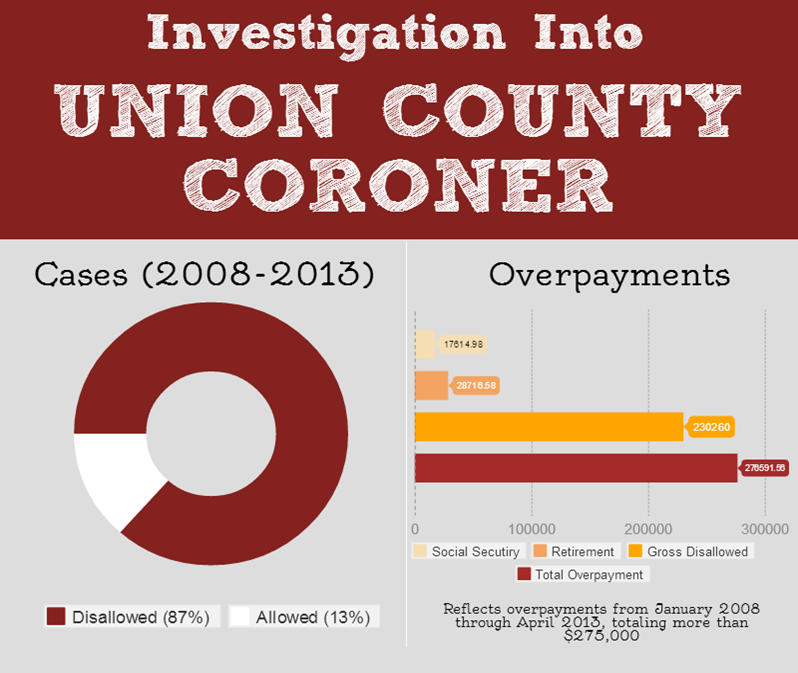 Investigation Into
UNION COUNTY
CORONER
Cases (2008-2013)
Disallowed (87%)
Allowed (13%)
Overpayments
17614.98
28716.58
230260
276591.56
0
100000
200000
300000
Social Secutiry
Retirement
Gross Disallowed
Total Overpayment
Reflects overpayments from January 2008
through April 2013, totaling more than
$275,000